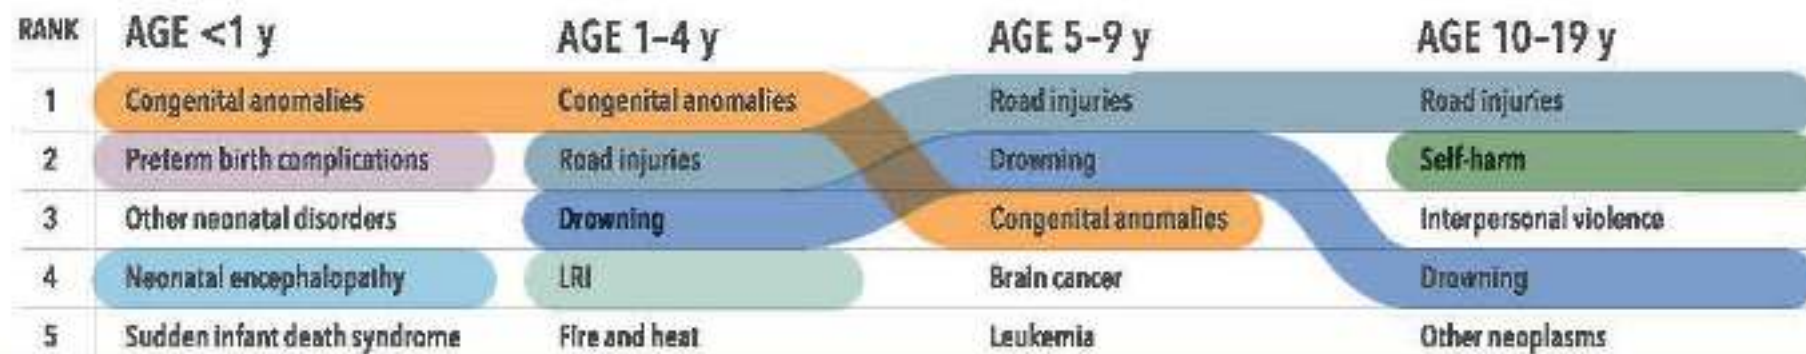 RANK AGE <1 y AGE 1–4 y AGE 5–9 y AGE 10–19 y
1 Congenital anomalies Congenital anomalies Road injuries Road injuries
2 Preterm birth complications Road injuries Drowning Self-harm
3 Other neonatal disorders Drowning Congenital anomalies Interpersonal violence
4 Neonatal encephalopathy LRI Brain cancer Drowning
5 Sudden infant death syndrome Fire and heat Leukemia Other neoplasms